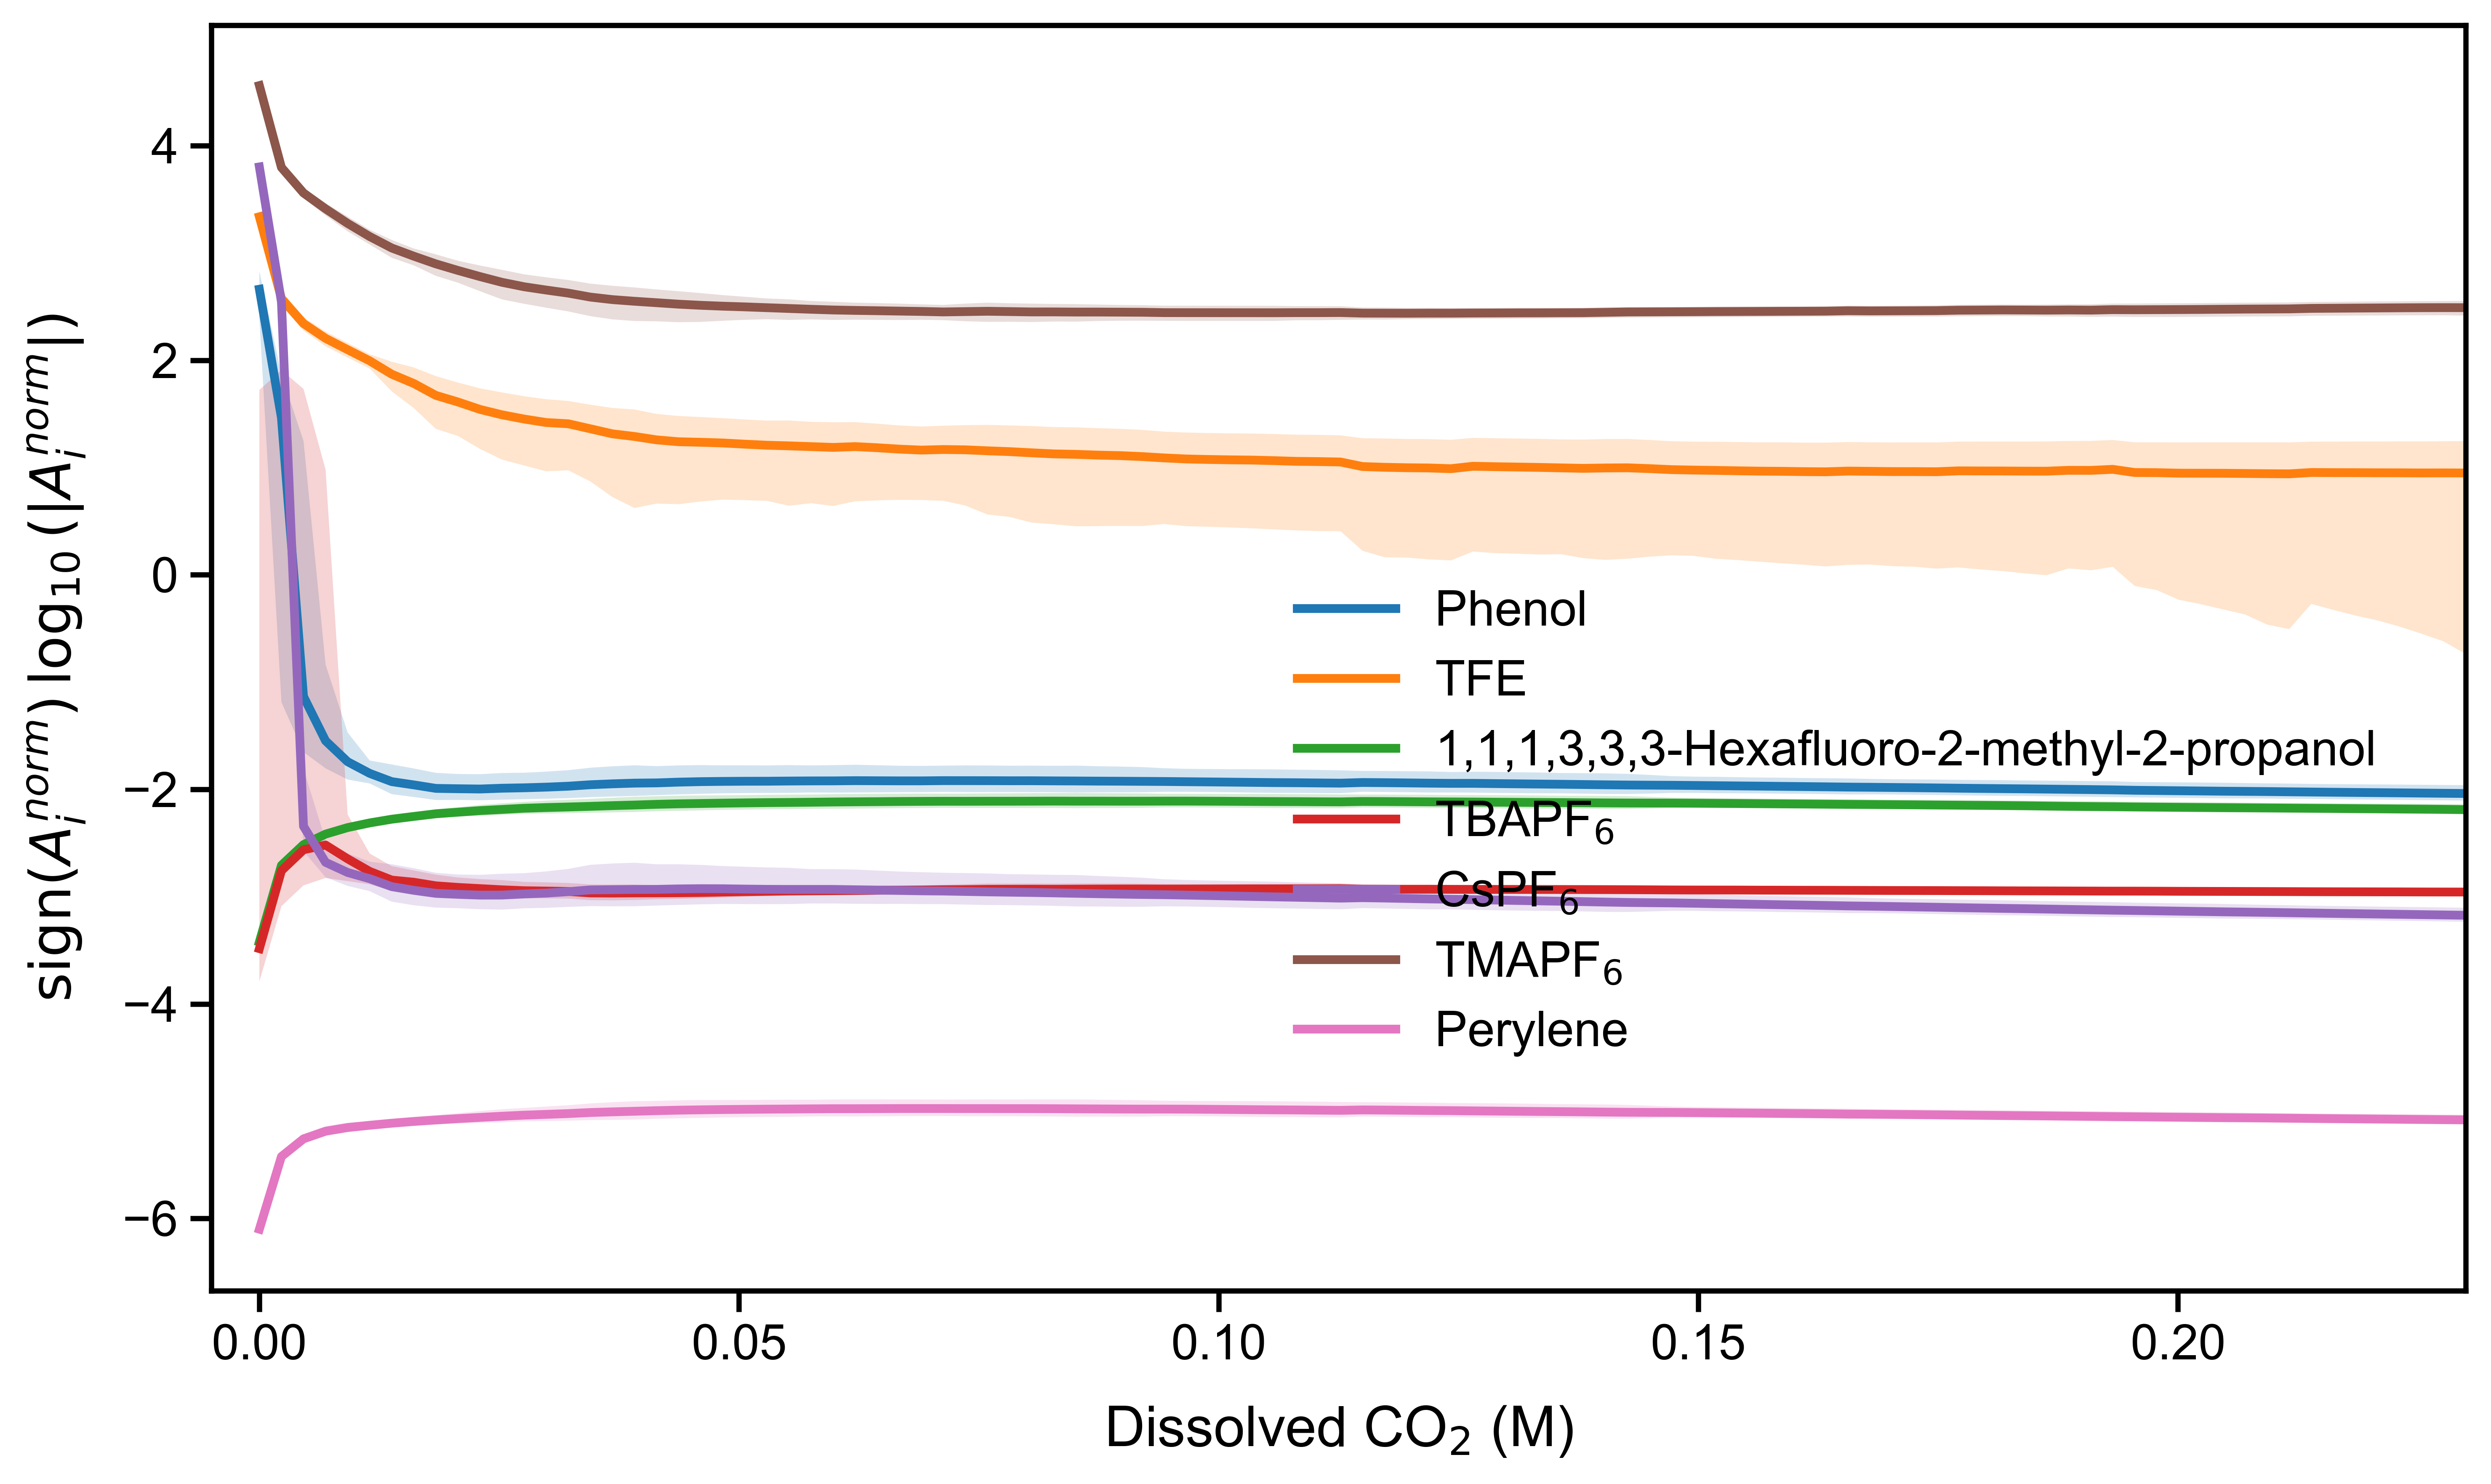 sign(A_i^norm) log₁₀ (|A_i^norm|)
4
2
0
−2
−4
−6
Phenol
TFE
1,1,1,3,3,3-Hexafluoro-2-methyl-2-propanol
TBAPF₆
CsPF₆
TMAPF₆
Perylene
0.00 0.05 0.10 0.15 0.20
Dissolved CO₂ (M)